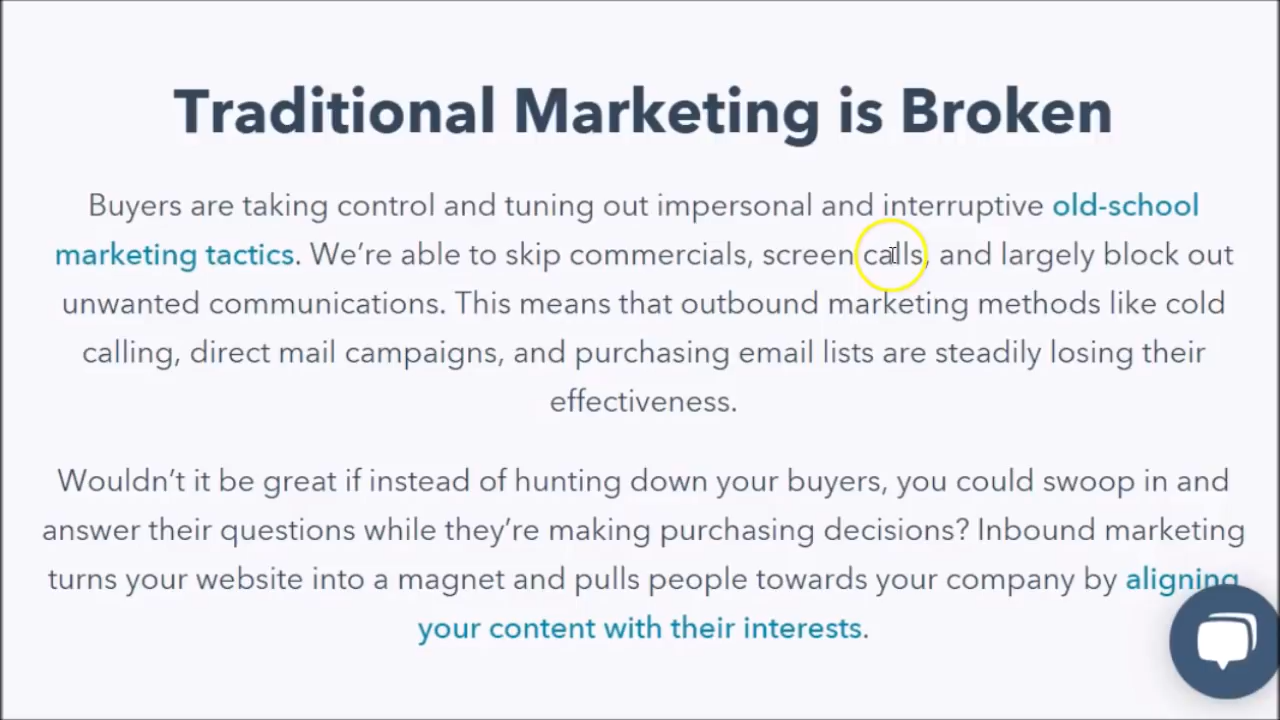 Traditional Marketing is Broken
Buyers are taking control and tuning out impersonal and interruptive old-school
marketing tactics. We’re able to skip commercials, screen calls, and largely block out
unwanted communications. This means that outbound marketing methods like cold
calling, direct mail campaigns, and purchasing email lists are steadily losing their
effectiveness.
Wouldn’t it be great if instead of hunting down your buyers, you could swoop in and
answer their questions while they’re making purchasing decisions? Inbound marketing
turns your website into a magnet and pulls people towards your company by aligning
your content with their interests.